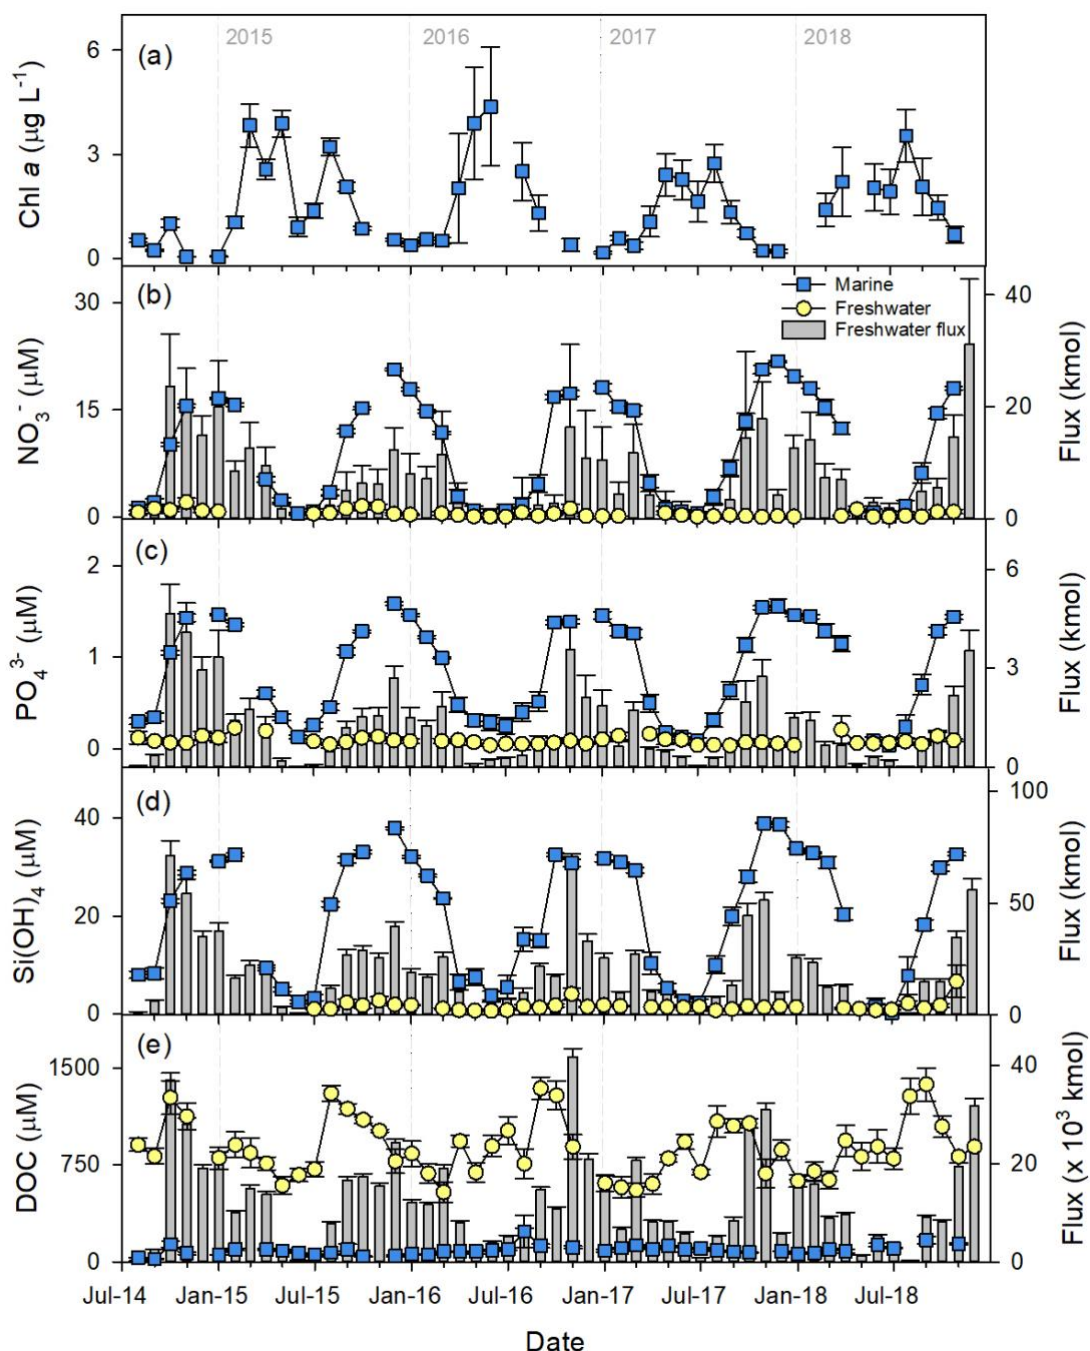 2015 2016 2017 2018
(a)
Chl a (µg L⁻¹)
6
3
0
(b)
Marine
Freshwater
Freshwater flux
NO₃⁻ (µM)
30
15
0
40
20
0
Flux (kmol)
(c)
PO₄³⁻ (µM)
2
1
0
6
3
0
Flux (kmol)
(d)
Si(OH)₄ (µM)
40
20
0
100
50
0
Flux (kmol)
(e)
DOC (µM)
1500
750
0
40
20
0
Flux (x 10³ kmol)
Jul-14 Jan-15 Jul-15 Jan-16 Jul-16 Jan-17 Jul-17 Jan-18 Jul-18
Date